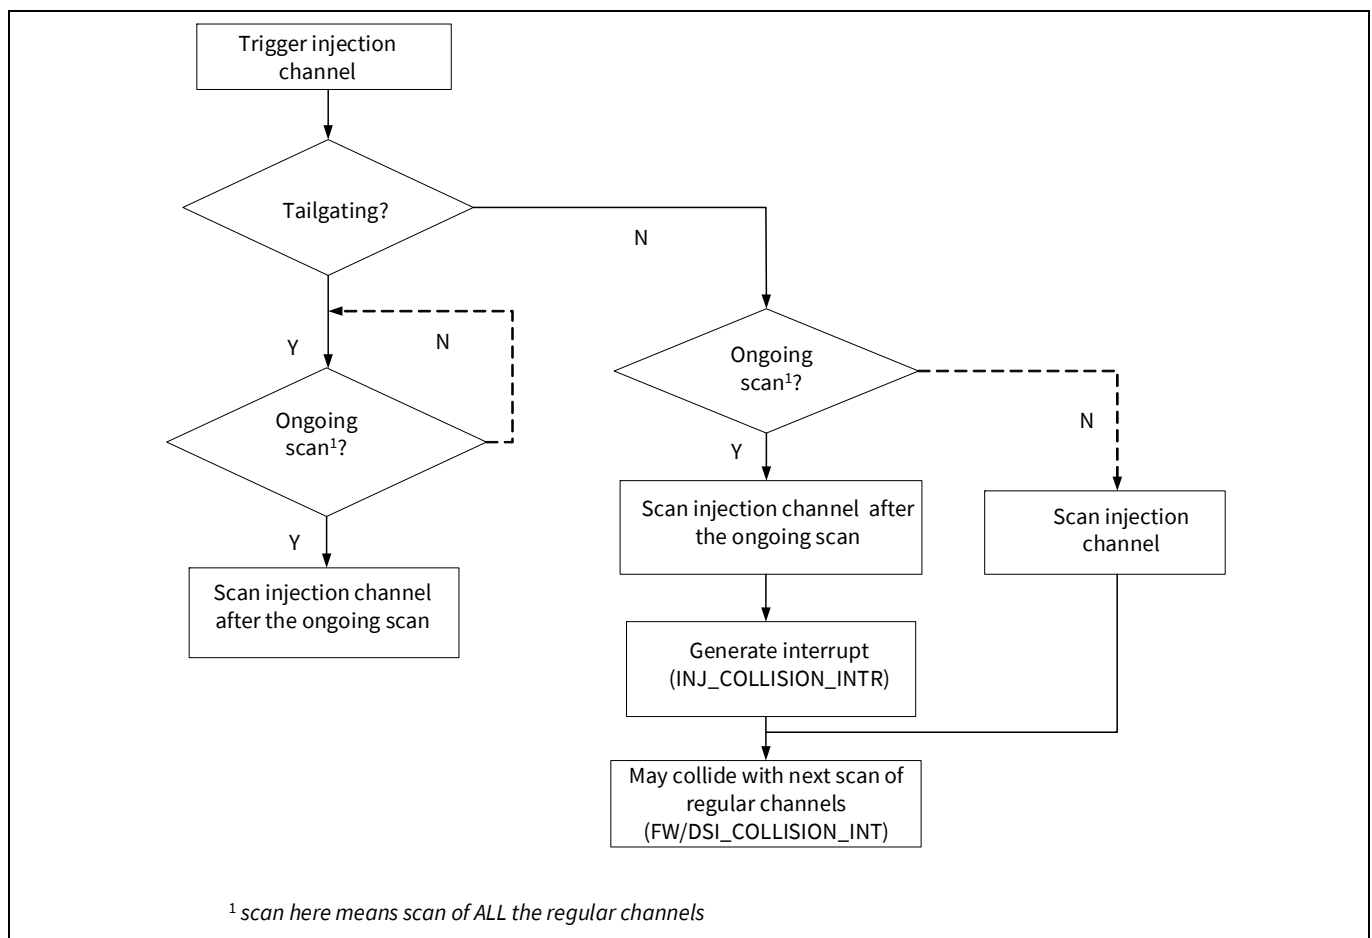 Trigger injection
channel
Tailgating?
N
Y
N
Ongoing
scan¹?
Y
Scan injection channel
after the ongoing scan
Ongoing
scan¹?
N
Y
Scan injection channel after
the ongoing scan
Scan injection
channel
Generate interrupt
(INJ_COLLISION_INTR)
May collide with next scan of
regular channels
(FW/DSI_COLLISION_INT)
¹ scan here means scan of ALL the regular channels